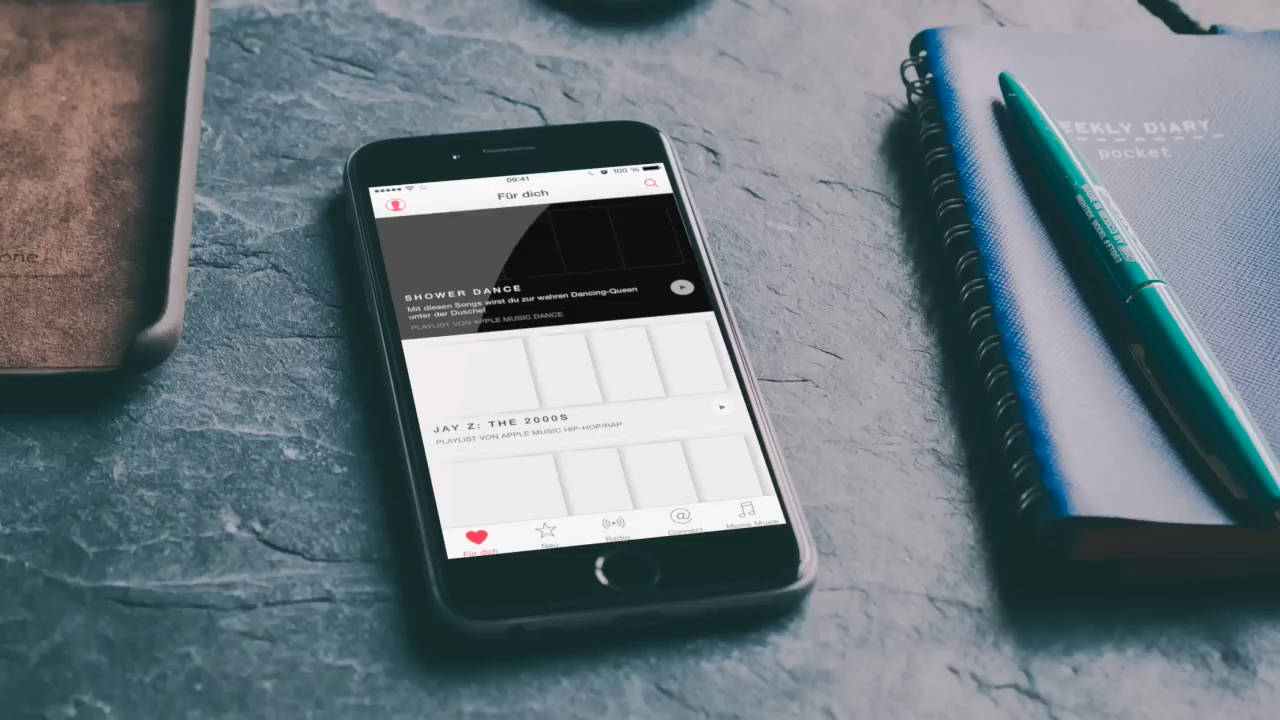 09:41
100 %
Für dich
SHOWER DANCE
Mit diesen Songs wirst du zur wahren Dancing-Queen
unter der Dusche!
PLAYLIST VON APPLE MUSIC DANCE
JAY Z: THE 2000S
PLAYLIST VON APPLE MUSIC HIP-HOP/RAP
Für dich
Neu
Radio
Connect
Meine Musik
EEKLY DIARY
pocket